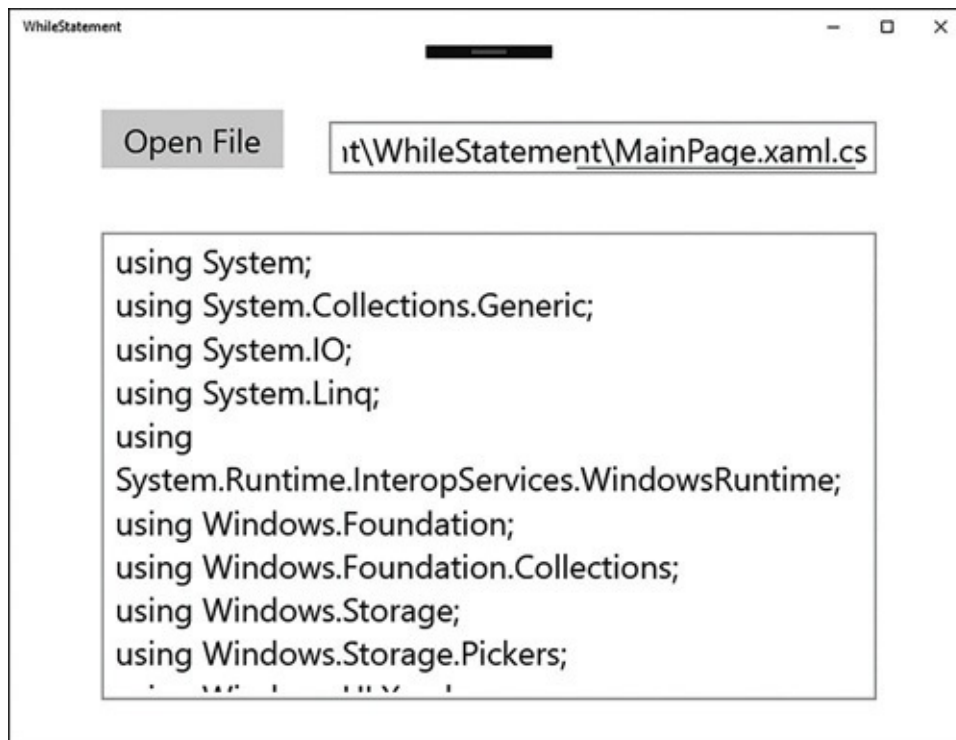 WhileStatement
Open File
ıt\WhileStatement\MainPage.xaml.cs
using System;
using System.Collections.Generic;
using System.IO;
using System.Linq;
using
System.Runtime.InteropServices.WindowsRuntime;
using Windows.Foundation;
using Windows.Foundation.Collections;
using Windows.Storage;
using Windows.Storage.Pickers;